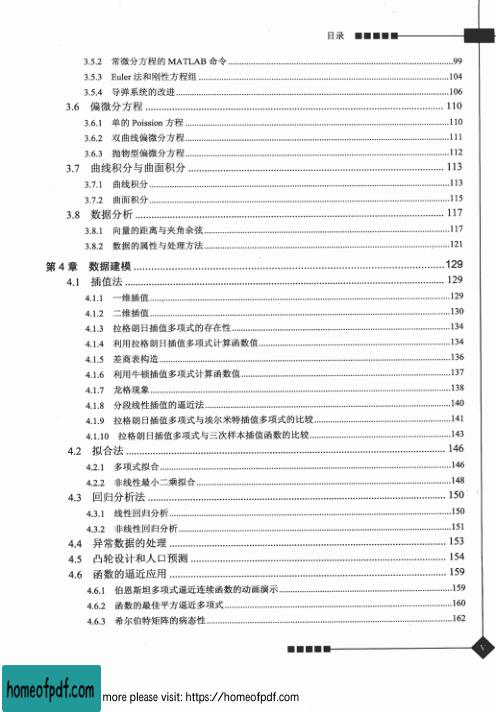 目录
3.5.2 常微分方程的 MATLAB 命令 99
3.5.3 Euler 法和刚性方程组 104
3.5.4 导弹系统的改进 106
3.6 偏微分方程 110
3.6.1 单的 Poission 方程 110
3.6.2 双曲线偏微分方程 111
3.6.3 抛物型偏微分方程 112
3.7 曲线积分与曲面积分 113
3.7.1 曲线积分 113
3.7.2 曲面积分 115
3.8 数据分析 117
3.8.1 向量的距离与夹角余弦 117
3.8.2 数据的属性与处理方法 121
第 4 章 数据建模 129
4.1 插值法 129
4.1.1 一维插值 129
4.1.2 二维插值 130
4.1.3 拉格朗日插值多项式的存在性 134
4.1.4 利用拉格朗日插值多项式计算函数值 134
4.1.5 差商表构造 136
4.1.6 利用牛顿插值多项式计算函数值 137
4.1.7 龙格现象 138
4.1.8 分段线性插值的逼近法 140
4.1.9 拉格朗日插值多项式与埃尔米特插值多项式的比较 141
4.1.10 拉格朗日插值多项式与三次样本插值函数的比较 143
4.2 拟合法 146
4.2.1 多项式拟合 146
4.2.2 非线性最小二乘拟合 148
4.3 回归分析法 150
4.3.1 线性回归分析 150
4.3.2 非线性回归分析 151
4.4 异常数据的处理 153
4.5 凸轮设计和人口预测 154
4.6 函数的逼近应用 159
4.6.1 伯恩斯坦多项式逼近连续函数的动画演示 159
4.6.2 函数的最佳平方逼近多项式 160
4.6.3 希尔伯特矩阵的病态性 162
V
homeofpdf.com more please visit: https://homeofpdf.com